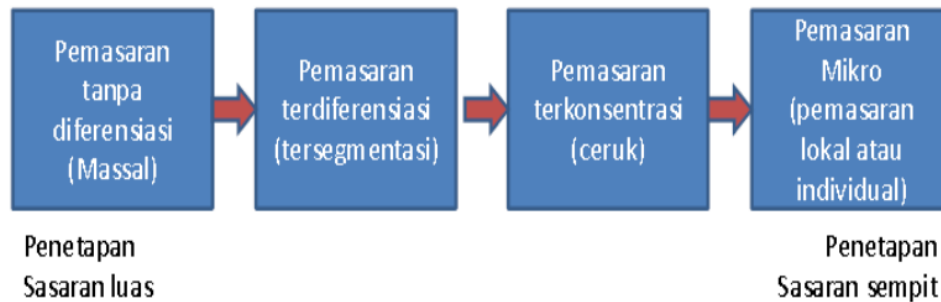 Pemasaran
tanpa
diferensiasi
(Massal)
Pemasaran
terdiferensiasi
(tersegmentasi)
Pemasaran
terkonsentrasi
(ceruk)
Pemasaran
Mikro
(pemasaran
lokal atau
individual)
Penetapan
Sasaran luas
Penetapan
Sasaran sempit